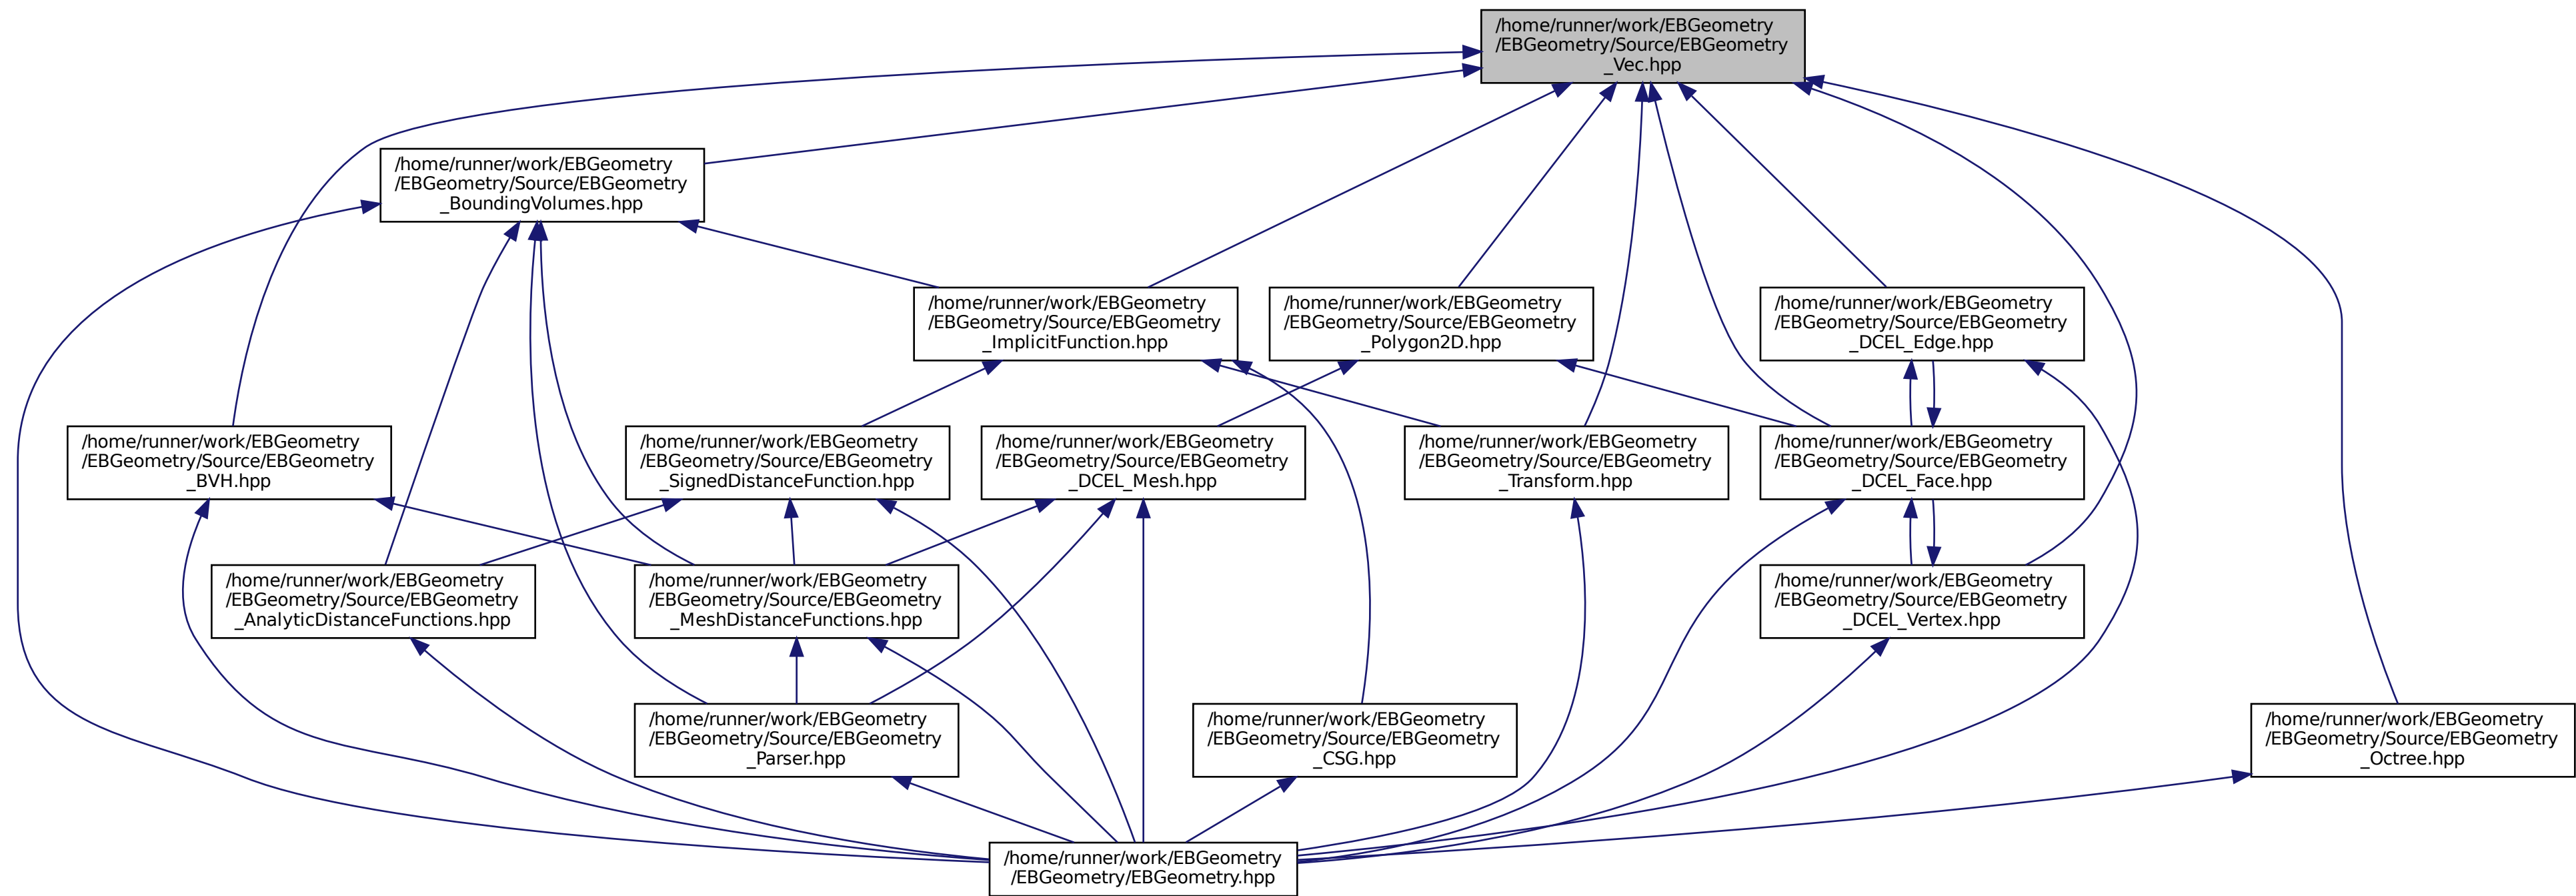 /home/runner/work/EBGeometry
/EBGeometry/Source/EBGeometry
_Vec.hpp
/home/runner/work/EBGeometry
/EBGeometry/Source/EBGeometry
_BoundingVolumes.hpp
/home/runner/work/EBGeometry
/EBGeometry/Source/EBGeometry
_ImplicitFunction.hpp
/home/runner/work/EBGeometry
/EBGeometry/Source/EBGeometry
_Polygon2D.hpp
/home/runner/work/EBGeometry
/EBGeometry/Source/EBGeometry
_DCEL_Edge.hpp
/home/runner/work/EBGeometry
/EBGeometry/Source/EBGeometry
_BVH.hpp
/home/runner/work/EBGeometry
/EBGeometry/Source/EBGeometry
_SignedDistanceFunction.hpp
/home/runner/work/EBGeometry
/EBGeometry/Source/EBGeometry
_DCEL_Mesh.hpp
/home/runner/work/EBGeometry
/EBGeometry/Source/EBGeometry
_Transform.hpp
/home/runner/work/EBGeometry
/EBGeometry/Source/EBGeometry
_DCEL_Face.hpp
/home/runner/work/EBGeometry
/EBGeometry/Source/EBGeometry
_AnalyticDistanceFunctions.hpp
/home/runner/work/EBGeometry
/EBGeometry/Source/EBGeometry
_MeshDistanceFunctions.hpp
/home/runner/work/EBGeometry
/EBGeometry/Source/EBGeometry
_DCEL_Vertex.hpp
/home/runner/work/EBGeometry
/EBGeometry/Source/EBGeometry
_Parser.hpp
/home/runner/work/EBGeometry
/EBGeometry/Source/EBGeometry
_CSG.hpp
/home/runner/work/EBGeometry
/EBGeometry/Source/EBGeometry
_Octree.hpp
/home/runner/work/EBGeometry
/EBGeometry/EBGeometry.hpp